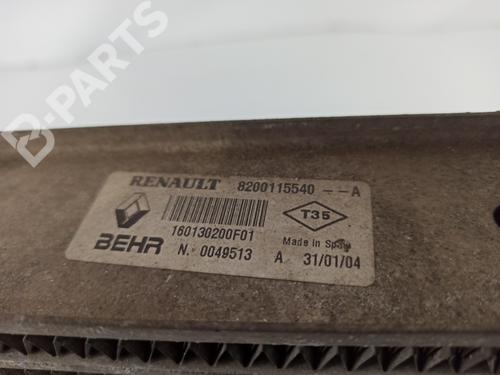 B-PARTS
RENAULT 8200115540 --A
T35
160130200F01
Made in Spain
BEHR N. 0049513 A 31/01/04